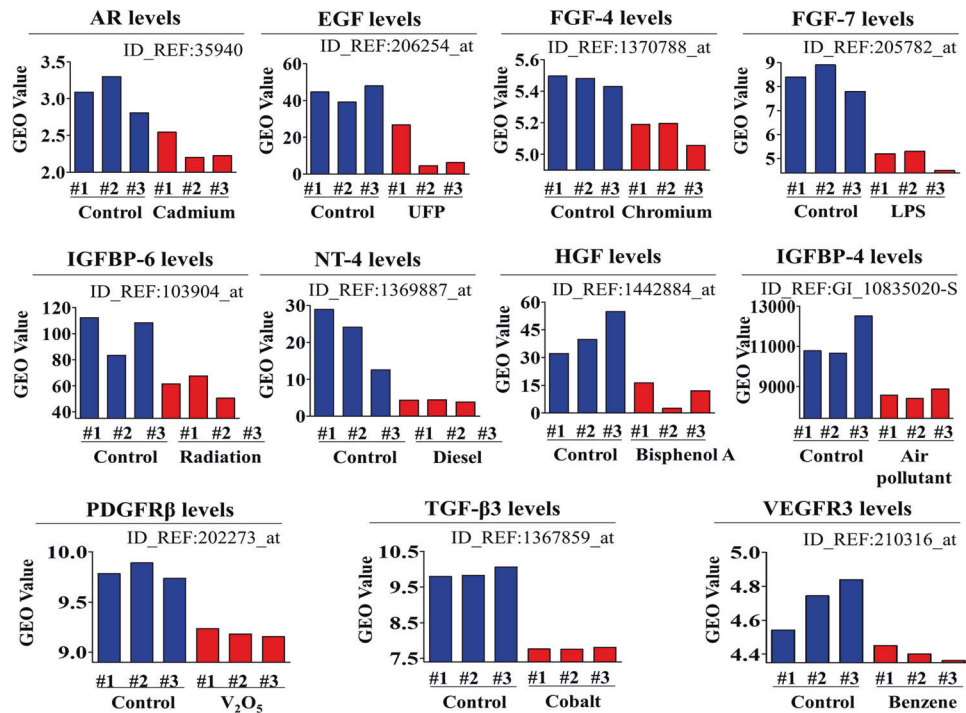 AR levels
ID_REF:35940
GEO Value
3.5
3.0
2.5
2.0
#1 #2 #3 #1 #2 #3
Control Cadmium
EGF levels
ID_REF:206254_at
GEO Value
60
40
20
0
#1 #2 #3 #1 #2 #3
Control UFP
FGF-4 levels
ID_REF:1370788_at
GEO Value
5.6
5.4
5.2
5.0
#1 #2 #3 #1 #2 #3
Control Chromium
FGF-7 levels
ID_REF:205782_at
GEO Value
9
8
7
6
5
#1 #2 #3 #1 #2 #3
Control LPS
IGFBP-6 levels
ID_REF:103904_at
GEO Value
120
100
80
60
40
#1 #2 #3 #1 #2 #3
Control Radiation
NT-4 levels
ID_REF:1369887_at
GEO Value
30
20
10
0
#1 #2 #3 #1 #2 #3
Control Diesel
HGF levels
ID_REF:1442884_at
GEO Value
60
45
30
15
0
#1 #2 #3 #1 #2 #3
Control Bisphenol A
IGFBP-4 levels
ID_REF:GI_10835020-S
GEO Value
13000
11000
9000
#1 #2 #3 #1 #2 #3
Control Air
pollutant
PDGFRβ levels
ID_REF:202273_at
GEO Value
10.0
9.5
9.0
#1 #2 #3 #1 #2 #3
Control V₂O₅
TGF-β3 levels
ID_REF:1367859_at
GEO Value
10.5
9.5
8.5
7.5
#1 #2 #3 #1 #2 #3
Control Cobalt
VEGFR3 levels
ID_REF:210316_at
GEO Value
5.0
4.8
4.6
4.4
#1 #2 #3 #1 #2 #3
Control Benzene